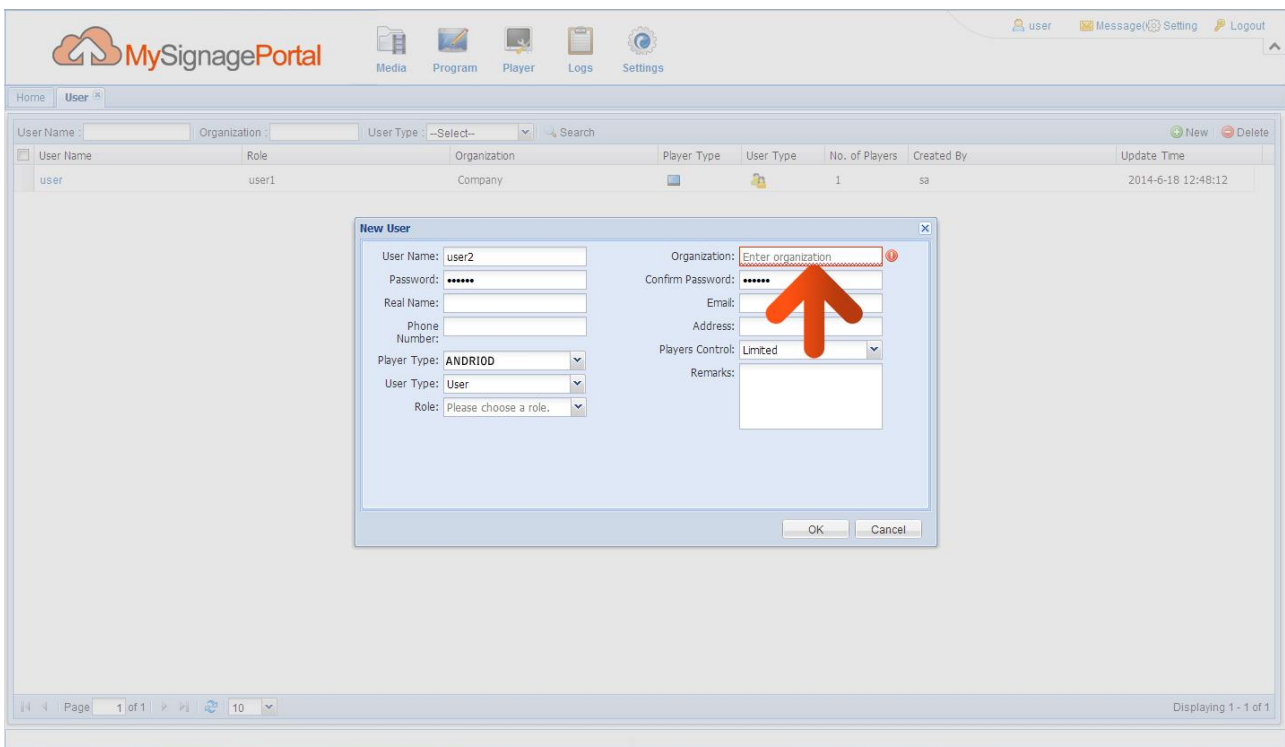 user Message( Setting Logout
MySignagePortal
Media Program Player Logs Settings
Home User
User Name : Organization : User Type : --Select-- Search New Delete
User Name Role Organization Player Type User Type No. of Players Created By Update Time
user user1 Company 1 sa 2014-6-18 12:48:12
New User
User Name: user2 Organization: Enter organization
Password: •••••• Confirm Password: ••••••
Real Name: Email:
Phone Number: Address:
Player Type: ANDRIOD Players Control: Limited
User Type: User Remarks:
Role: Please choose a role.
OK Cancel
Page 1 of 1 10 Displaying 1 - 1 of 1